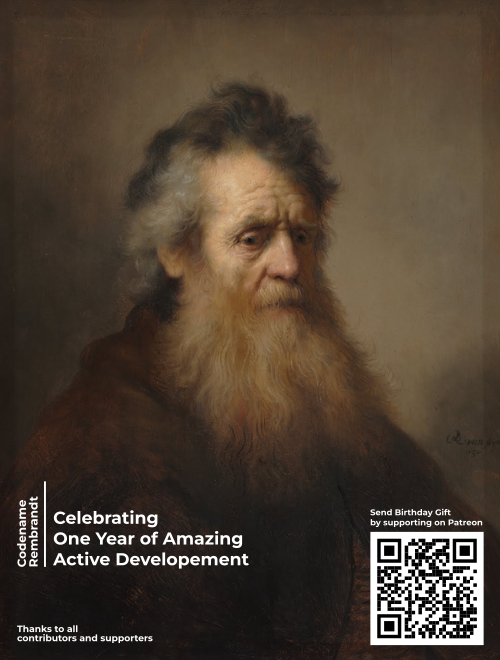 Codename
Rembrandt
Celebrating
One Year of Amazing
Active Developement
Send Birthday Gift
by supporting on Patreon
Thanks to all
contributors and supporters